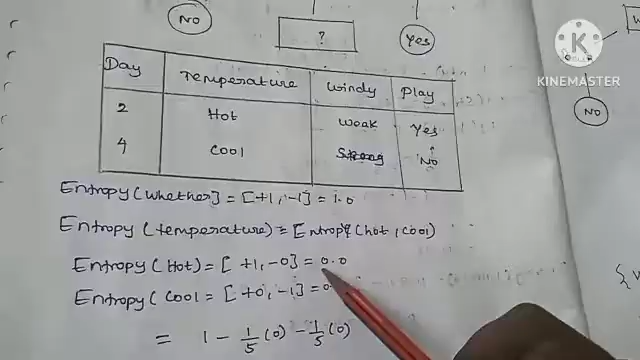 NO
?
Yes
KINEMASTER
NO
Day Temperature Windy Play
2 Hot Weak Yes
4 Cool Strong No
Entropy (Whether] = [+1, -1] = 1.0
Entropy (temperature) = [Entropy (hot, Cool)
Entropy (Hot) = [ +1, -0] = 0.0
Entropy (Cool = [+0, -1] = 0.
= 1 - 1/5 (0) - 1/5 (0)